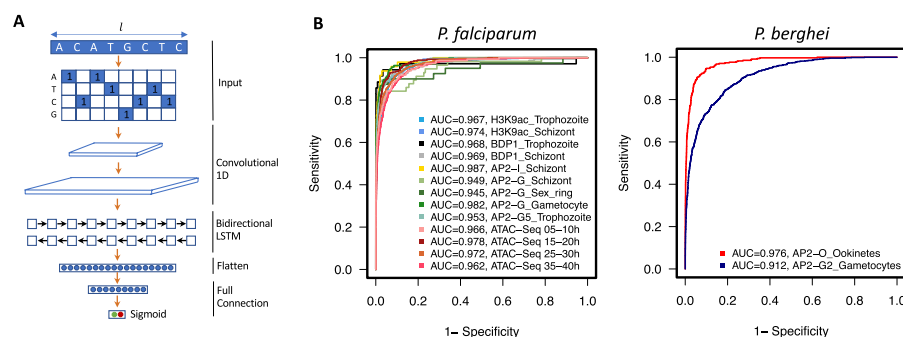 A
l
A C A T G C T C
A
T
C
G
1
1
1
1
1
1
1
1
Input
Convolutional
1D
Bidirectional
LSTM
Flatten
Full
Connection
Sigmoid
B
P. falciparum
Sensitivity
1.0
0.8
0.6
0.4
0.2
0.0
AUC=0.967, H3K9ac_Trophozoite
AUC=0.974, H3K9ac_Schizont
AUC=0.968, BDP1_Trophozoite
AUC=0.969, BDP1_Schizont
AUC=0.987, AP2-I_Schizont
AUC=0.949, AP2-G_Schizont
AUC=0.945, AP2-G_Sex_ring
AUC=0.982, AP2-G_Gametocyte
AUC=0.953, AP2-G5_Trophozoite
AUC=0.966, ATAC-Seq 05-10h
AUC=0.978, ATAC-Seq 15-20h
AUC=0.972, ATAC-Seq 25-30h
AUC=0.962, ATAC-Seq 35-40h
0.0 0.2 0.4 0.6 0.8 1.0
1- Specificity
P. berghei
Sensitivity
1.0
0.8
0.6
0.4
0.2
0.0
AUC=0.976, AP2-O_Ookinetes
AUC=0.912, AP2-G2_Gametocytes
0.0 0.2 0.4 0.6 0.8 1.0
1- Specificity